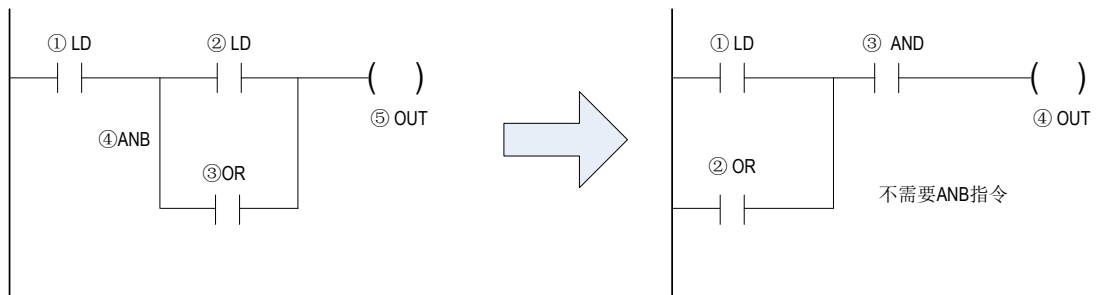 ① LD
② LD
⑤ OUT
④ANB
③OR
① LD
③ AND
④ OUT
② OR
不需要ANB指令